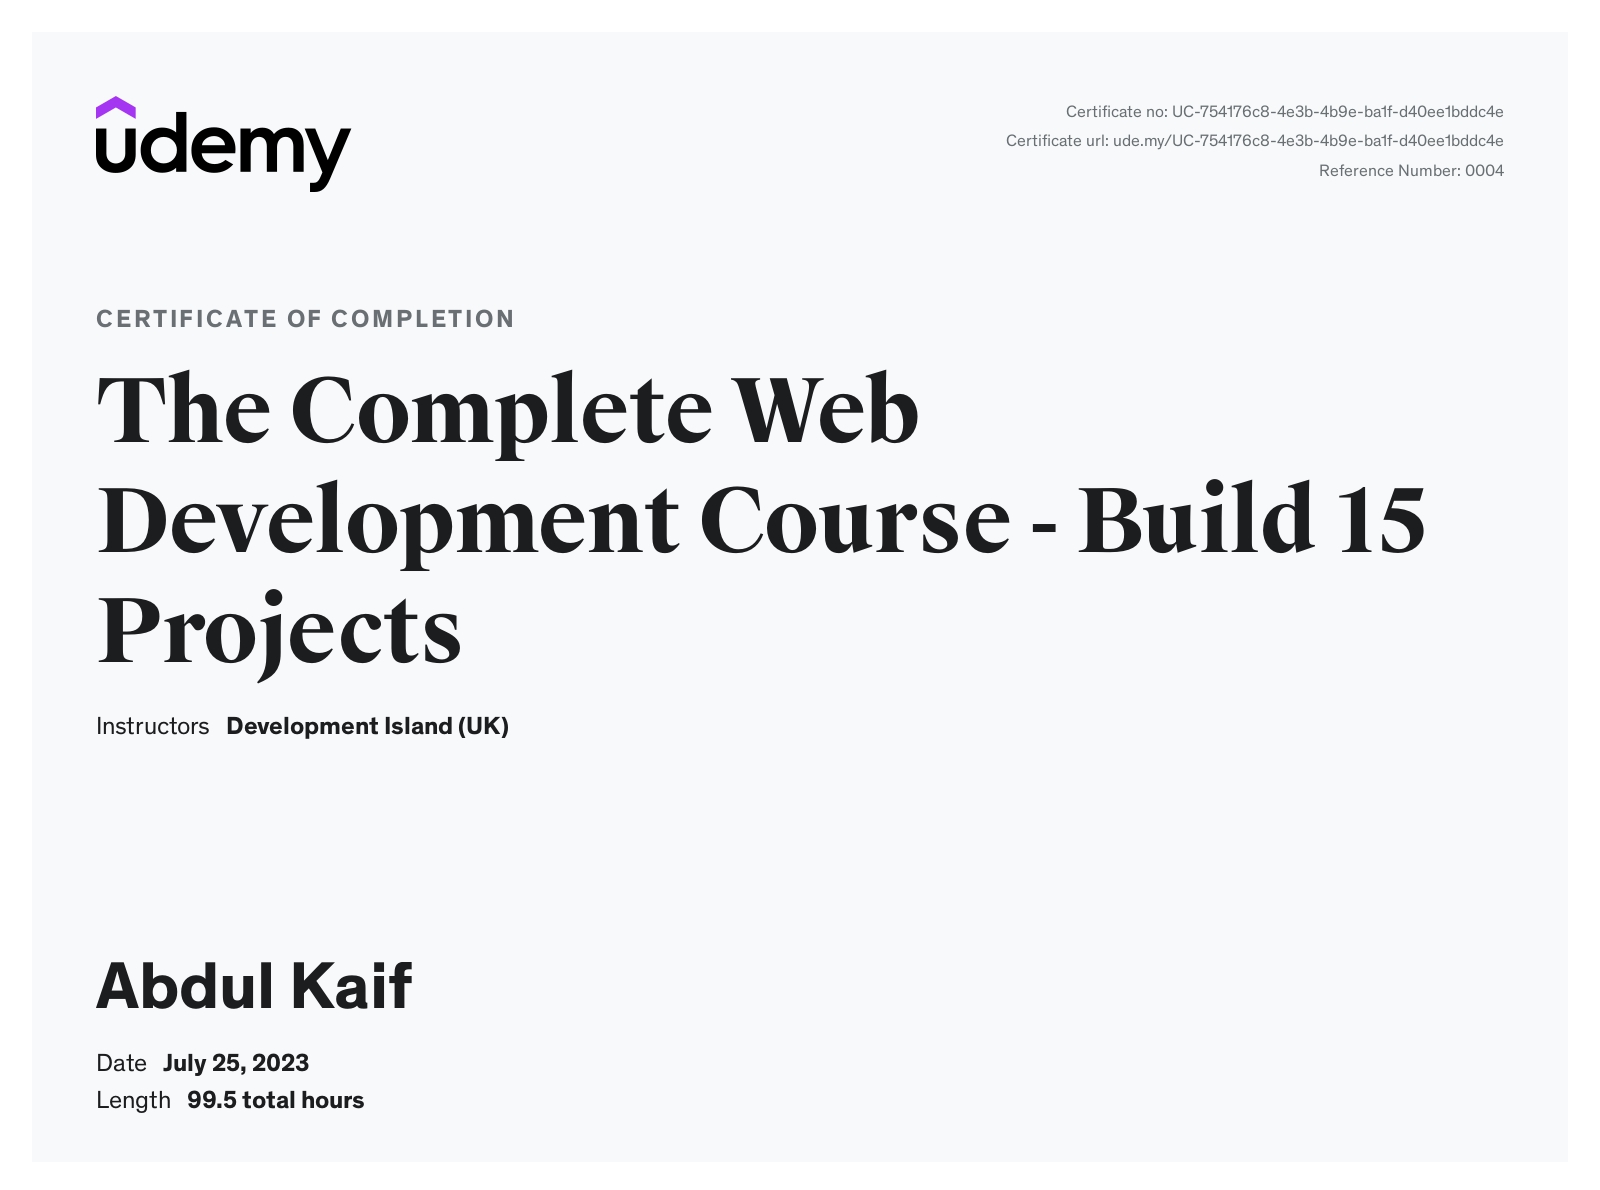 udemy
Certificate no: UC-754176c8-4e3b-4b9e-ba1f-d40ee1bddc4e
Certificate url: ude.my/UC-754176c8-4e3b-4b9e-ba1f-d40ee1bddc4e
Reference Number: 0004
CERTIFICATE OF COMPLETION
The Complete Web
Development Course - Build 15
Projects
Instructors Development Island (UK)
Abdul Kaif
Date July 25, 2023
Length 99.5 total hours